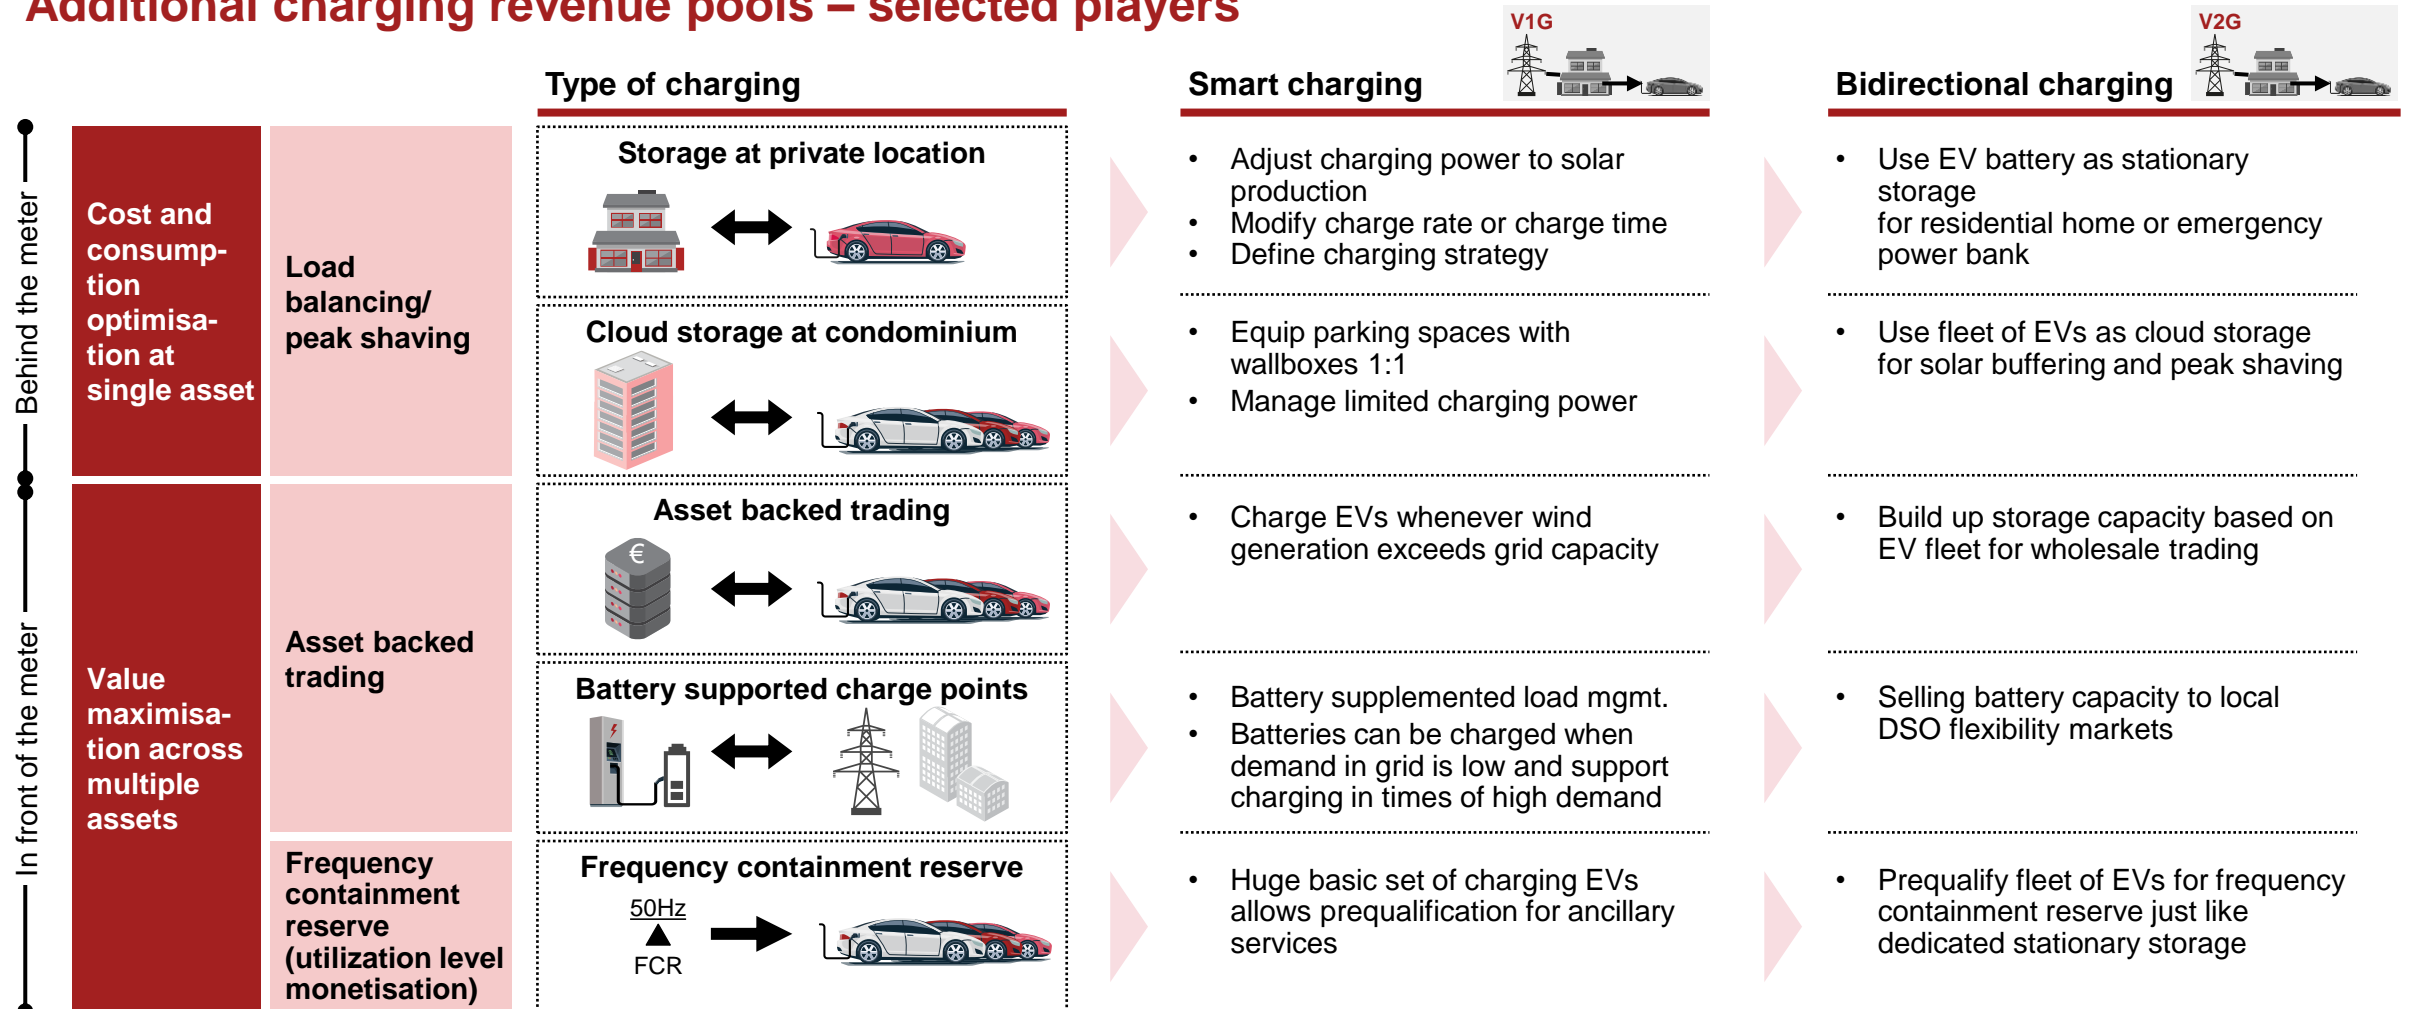 Additional charging revenue pools – selected players
V1G
V2G
Type of charging
Smart charging
Bidirectional charging
Behind the meter
Cost and
consump-
tion
optimisa-
tion at
single asset
Load
balancing/
peak shaving
Storage at private location
• Adjust charging power to solar
production
• Modify charge rate or charge time
• Define charging strategy
• Use EV battery as stationary
storage
for residential home or emergency
power bank
Cloud storage at condominium
• Equip parking spaces with
wallboxes 1:1
• Manage limited charging power
• Use fleet of EVs as cloud storage
for solar buffering and peak shaving
In front of the meter
Value
maximisa-
tion across
multiple
assets
Asset backed
trading
Asset backed trading
€
• Charge EVs whenever wind
generation exceeds grid capacity
• Build up storage capacity based on
EV fleet for wholesale trading
Battery supported charge points
• Battery supplemented load mgmt.
• Batteries can be charged when
demand in grid is low and support
charging in times of high demand
• Selling battery capacity to local
DSO flexibility markets
Frequency
containment
reserve
(utilization level
monetisation)
Frequency containment reserve
50Hz
FCR
• Huge basic set of charging EVs
allows prequalification for ancillary
services
• Prequalify fleet of EVs for frequency
containment reserve just like
dedicated stationary storage